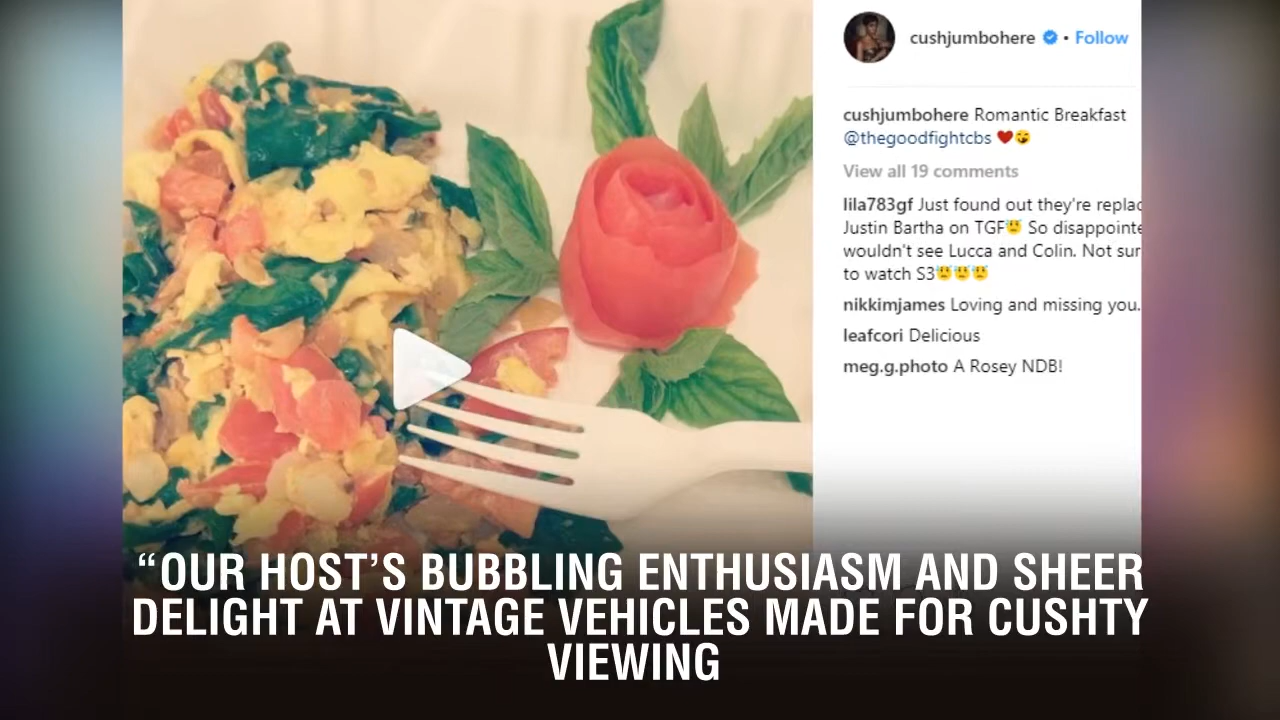 cushjumbohere • Follow
cushjumbohere Romantic Breakfast
@thegoodfightcbs ❤️😜
View all 19 comments
lila783gf Just found out they're replac
Justin Bartha on TGF😢 So disappointe
wouldn't see Lucca and Colin. Not sur
to watch S3😢😢😢
nikkimjames Loving and missing you.
leafcori Delicious
meg.g.photo A Rosey NDB!
“OUR HOST’S BUBBLING ENTHUSIASM AND SHEER
DELIGHT AT VINTAGE VEHICLES MADE FOR CUSHTY
VIEWING